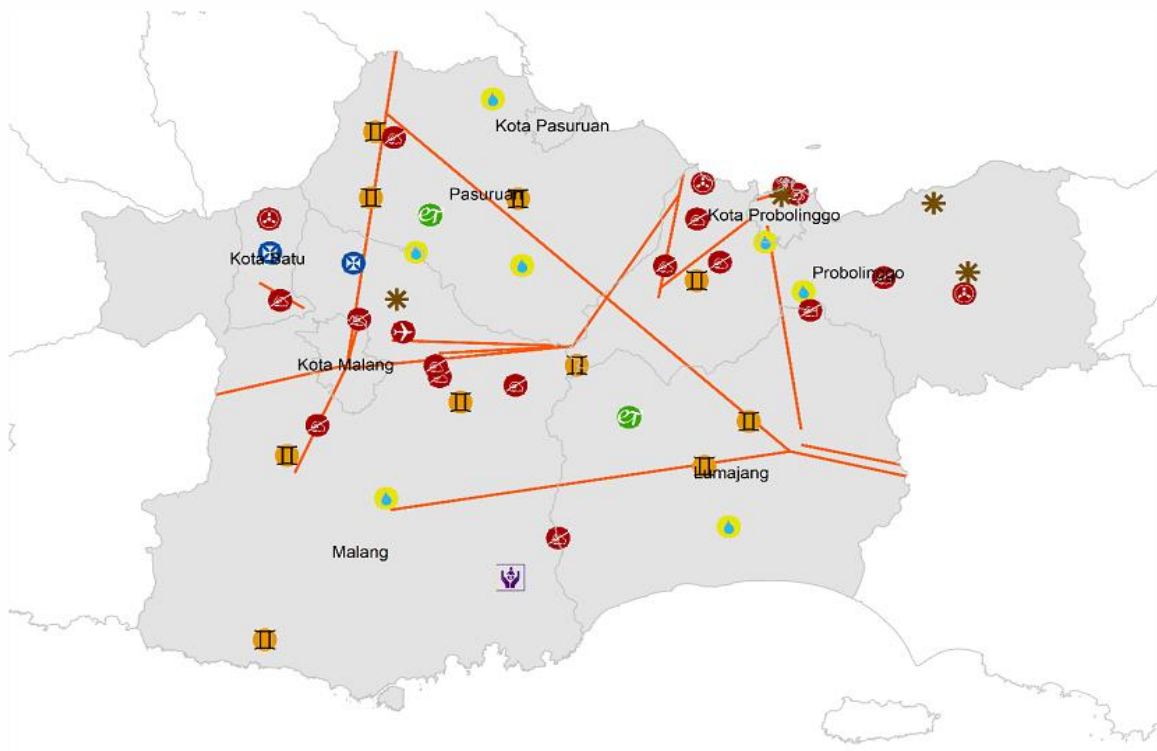 Kota Pasuruan
Pasuruan
Kota Probolinggo
Kota Batu
Probolinggo
Kota Malang
Lumajang
Malang